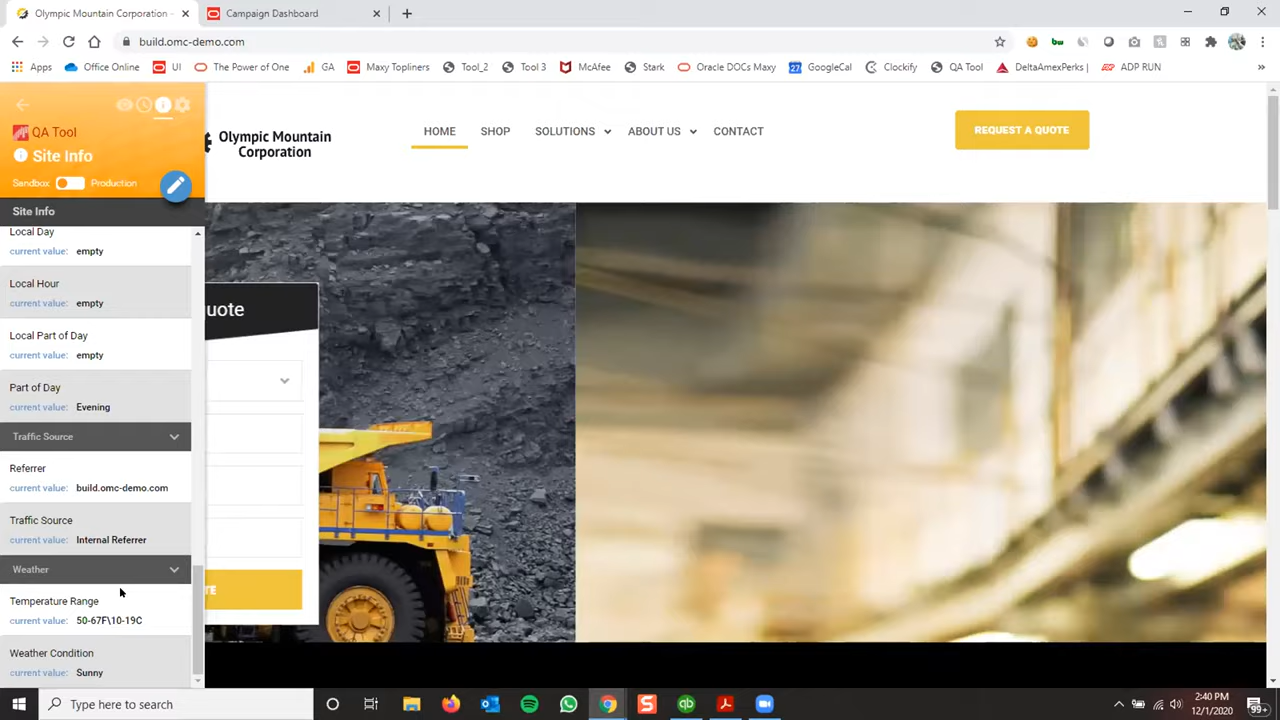 Olympic Mountain Corporation -
Campaign Dashboard
build.omc-demo.com
Apps
Office Online
UI
The Power of One
GA
Maxy Topliners
Tool_2
Tool 3
McAfee
Stark
Oracle DOCs Maxy
GoogleCal
Clockify
QA Tool
DeltaAmexPerks |
ADP RUN
QA Tool
Site Info
Sandbox
Production
Site Info
Local Day
current value: empty
Local Hour
current value: empty
Local Part of Day
current value: empty
Part of Day
current value: Evening
Traffic Source
Referrer
current value: build.omc-demo.com
Traffic Source
current value: Internal Referrer
Weather
Temperature Range
current value: 50-67F\10-19C
Weather Condition
current value: Sunny
Olympic Mountain
Corporation
HOME
SHOP
SOLUTIONS
ABOUT US
CONTACT
REQUEST A QUOTE
uote
TE
Type here to search
2:40 PM
12/1/2020
99+